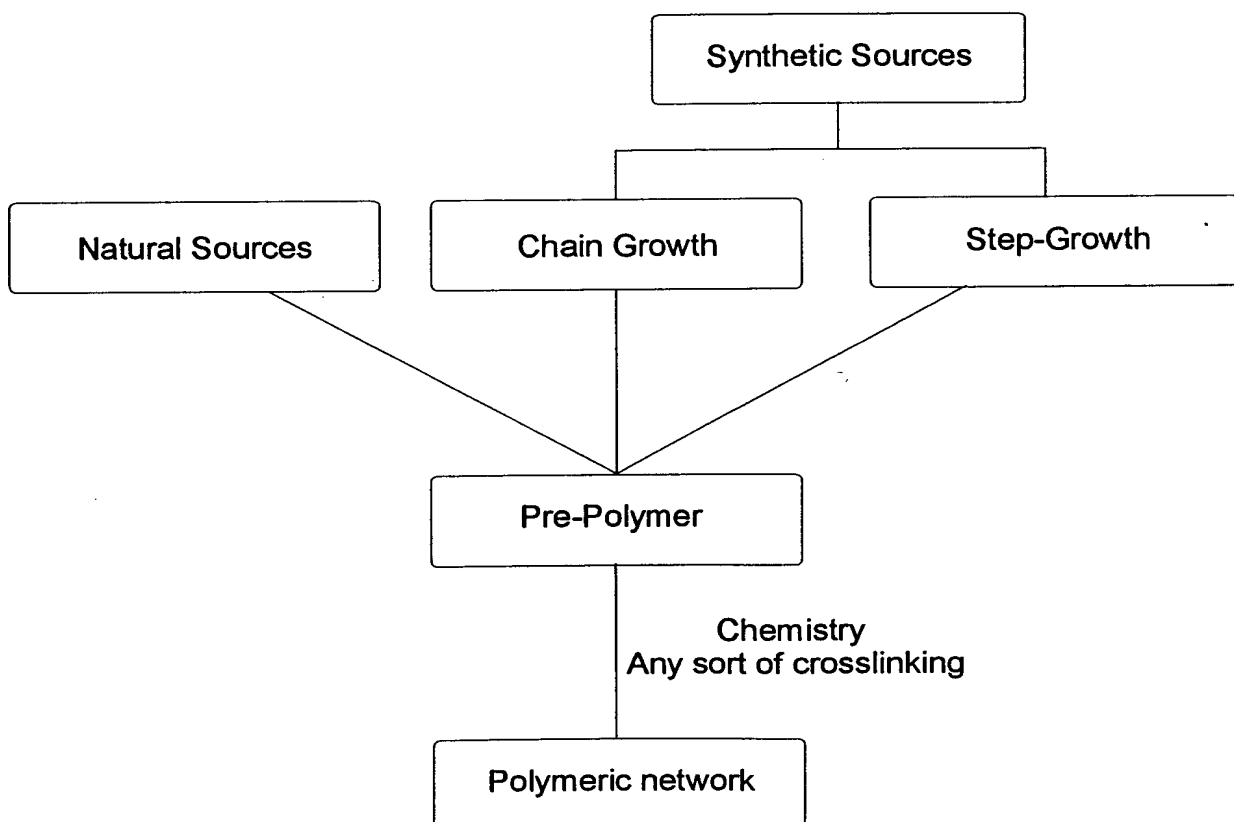 Synthetic Sources
Natural Sources
Chain Growth
Step-Growth
Pre-Polymer
Chemistry
Any sort of crosslinking
Polymeric network